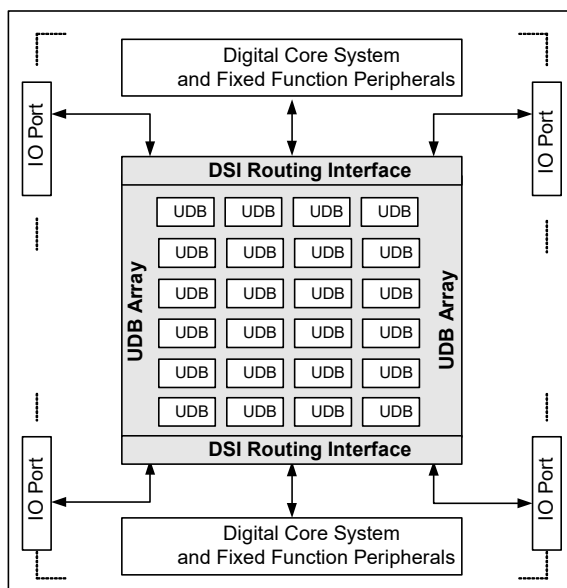 Digital Core System
and Fixed Function Peripherals
IO Port
IO Port
DSI Routing Interface
UDB Array
UDB Array
UDB UDB UDB UDB
UDB UDB UDB UDB
UDB UDB UDB UDB
UDB UDB UDB UDB
UDB UDB UDB UDB
UDB UDB UDB UDB
DSI Routing Interface
IO Port
IO Port
Digital Core System
and Fixed Function Peripherals